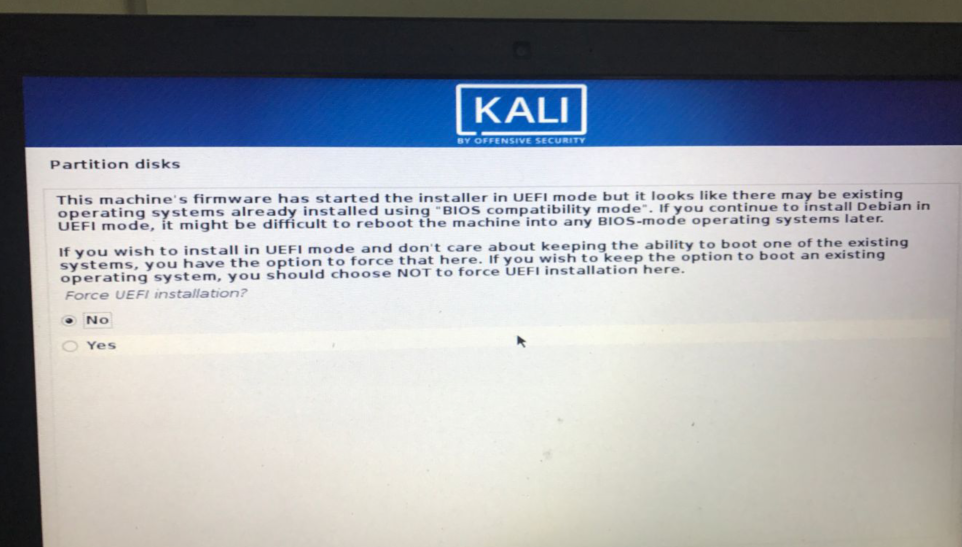 KALI
BY OFFENSIVE SECURITY
Partition disks
This machine's firmware has started the installer in UEFI mode but it looks like there may be existing
operating systems already installed using "BIOS compatibility mode". If you continue to install Debian in
UEFI mode, it might be difficult to reboot the machine into any BIOS-mode operating systems later.
If you wish to install in UEFI mode and don't care about keeping the ability to boot one of the existing
systems, you have the option to force that here. If you wish to keep the option to boot an existing
operating system, you should choose NOT to force UEFI installation here.
Force UEFI installation?
No
Yes